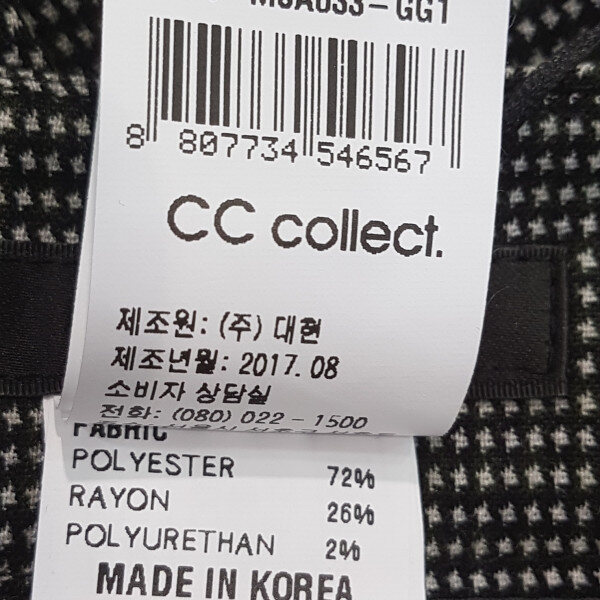 GG1
8 807734 546567
CC collect.
제조원: (주) 대현
제조년월: 2017. 08
소비자 상담실
전화: (080) 022 - 1500
FABRIC
POLYESTER 72%
RAYON 26%
POLYURETHAN 2%
MADE IN KOREA